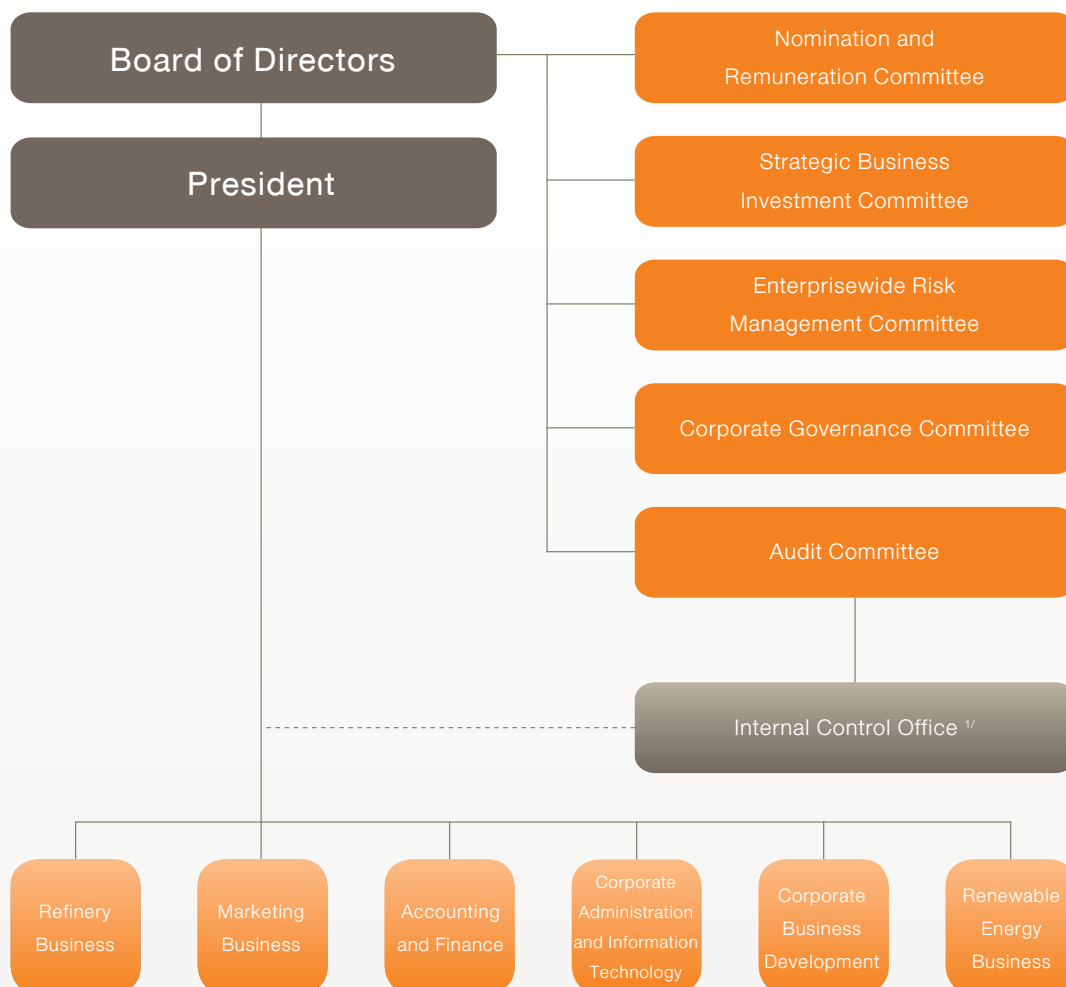 Board of Directors
President
Nomination and
Remuneration Committee
Strategic Business
Investment Committee
Enterprisewide Risk
Management Committee
Corporate Governance Committee
Audit Committee
Internal Control Office 1/
Refinery
Business
Marketing
Business
Accounting
and Finance
Corporate
Administration
and Information
Technology
Corporate
Business
Development
Renewable
Energy
Business